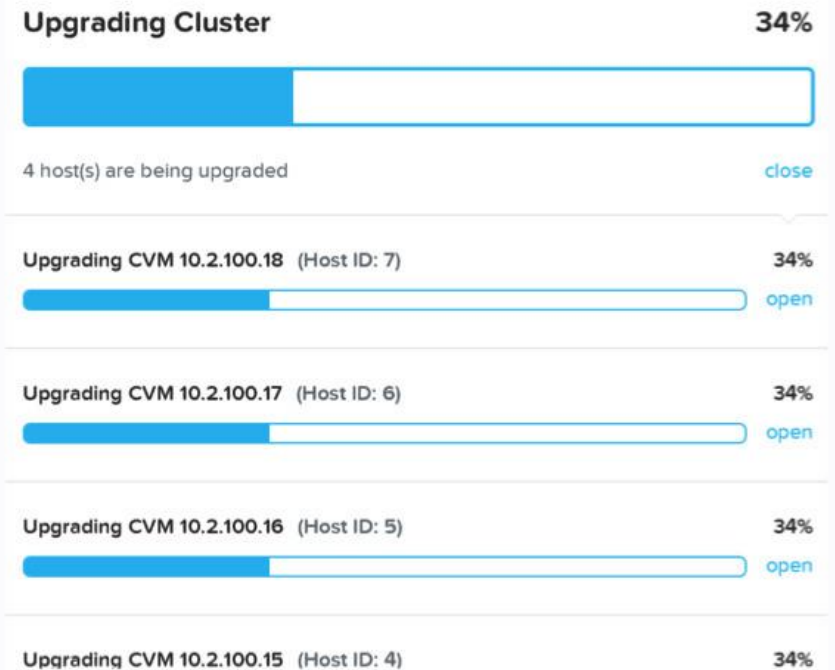 Upgrading Cluster 34%
4 host(s) are being upgraded close
Upgrading CVM 10.2.100.18 (Host ID: 7) 34%
open
Upgrading CVM 10.2.100.17 (Host ID: 6) 34%
open
Upgrading CVM 10.2.100.16 (Host ID: 5) 34%
open
Upgrading CVM 10.2.100.15 (Host ID: 4) 34%